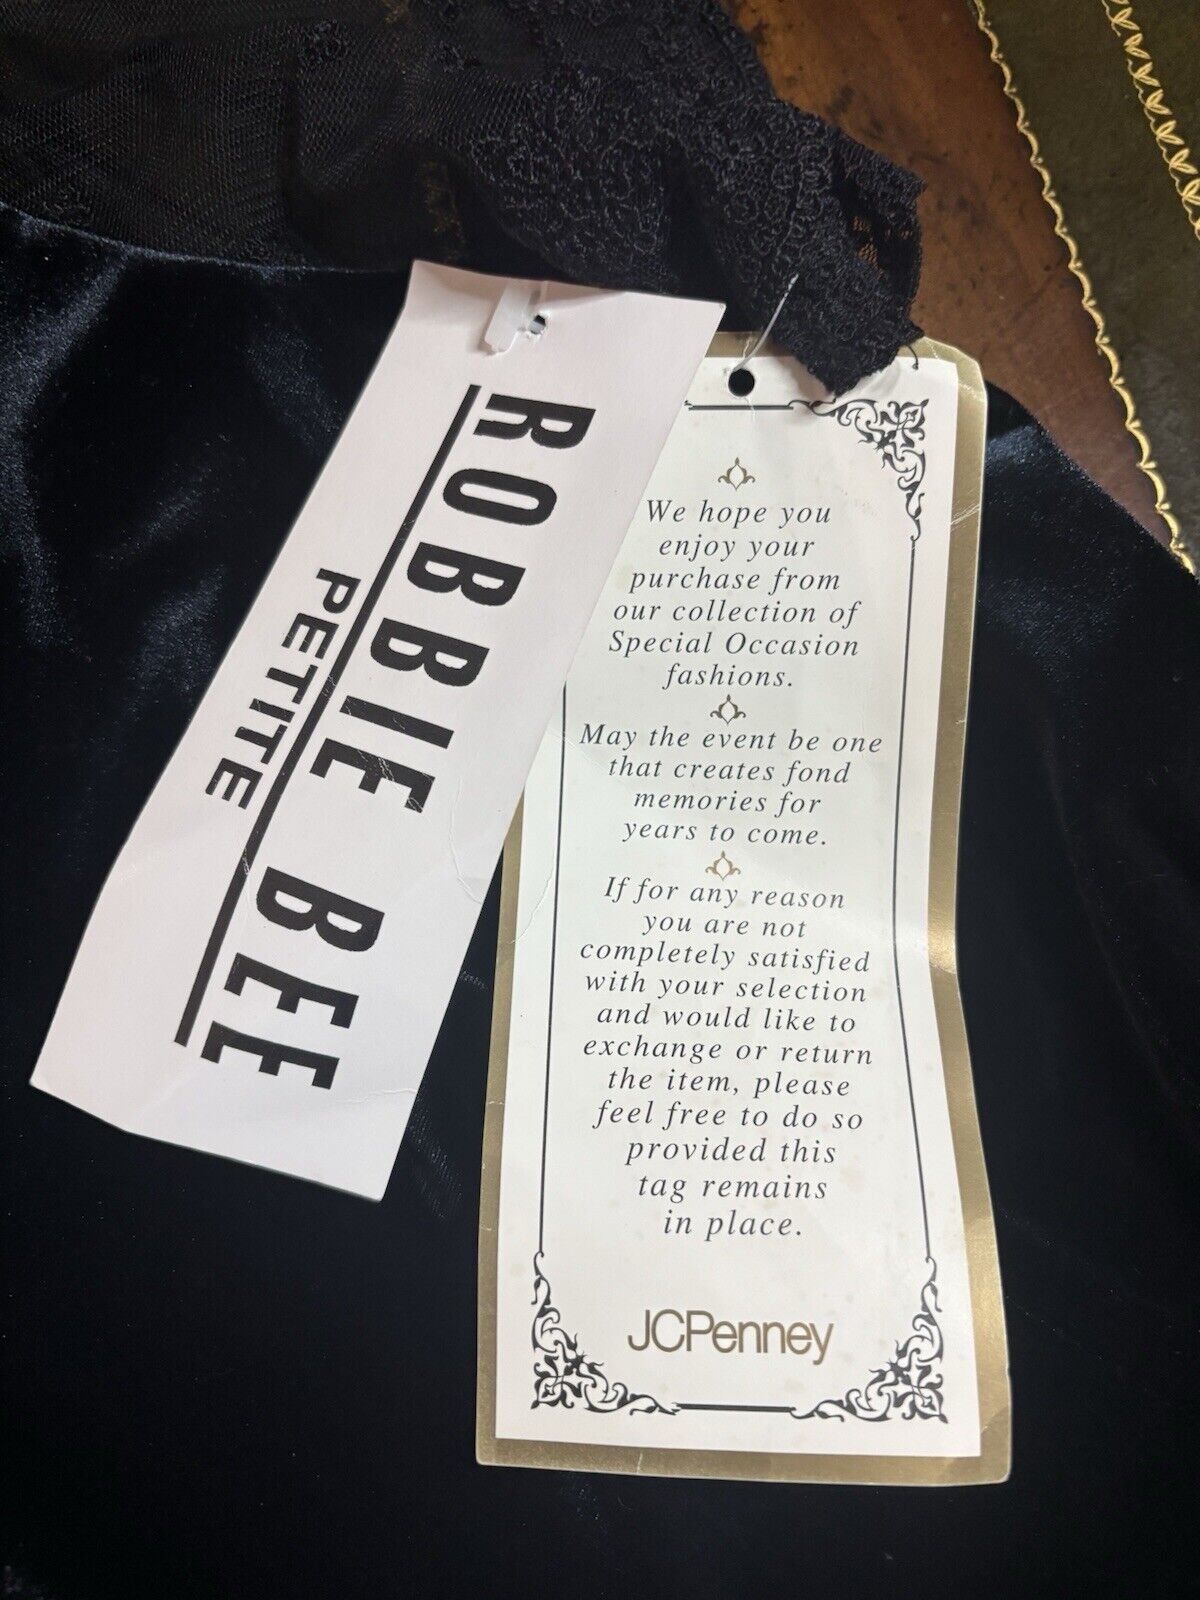 ROBBIE BEE
PETITE
We hope you
enjoy your
purchase from
our collection of
Special Occasion
fashions.
May the event be one
that creates fond
memories for
years to come.
If for any reason
you are not
completely satisfied
with your selection
and would like to
exchange or return
the item, please
feel free to do so
provided this
tag remains
in place.
JCPenney